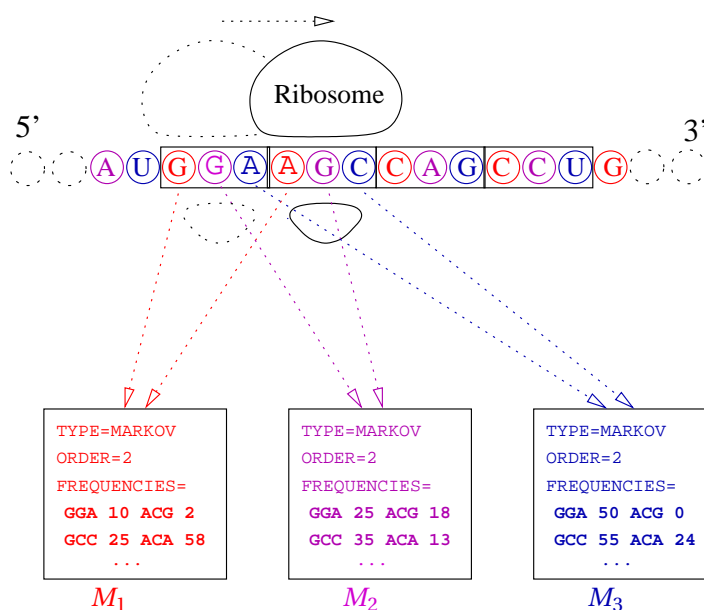 Ribosome
5' 3'
A U G G A A G C C A G C C U G
TYPE=MARKOV TYPE=MARKOV TYPE=MARKOV
ORDER=2 ORDER=2 ORDER=2
FREQUENCIES= FREQUENCIES= FREQUENCIES=
GGA 10 ACG 2 GGA 25 ACG 18 GGA 50 ACG 0
GCC 25 ACA 58 GCC 35 ACA 13 GCC 55 ACA 24
... ... ...
M1 M2 M3